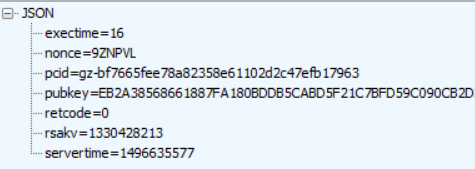 JSON
exectime=16
nonce=9ZNPVL
pcid=gz-bf7665fee78a82358e61102d2c47efb17963
pubkey=EB2A38568661887FA180BDDB5CABD5F21C7BFD59C090CB2D
retcode=0
rsakv=1330428213
servertime=1496635577